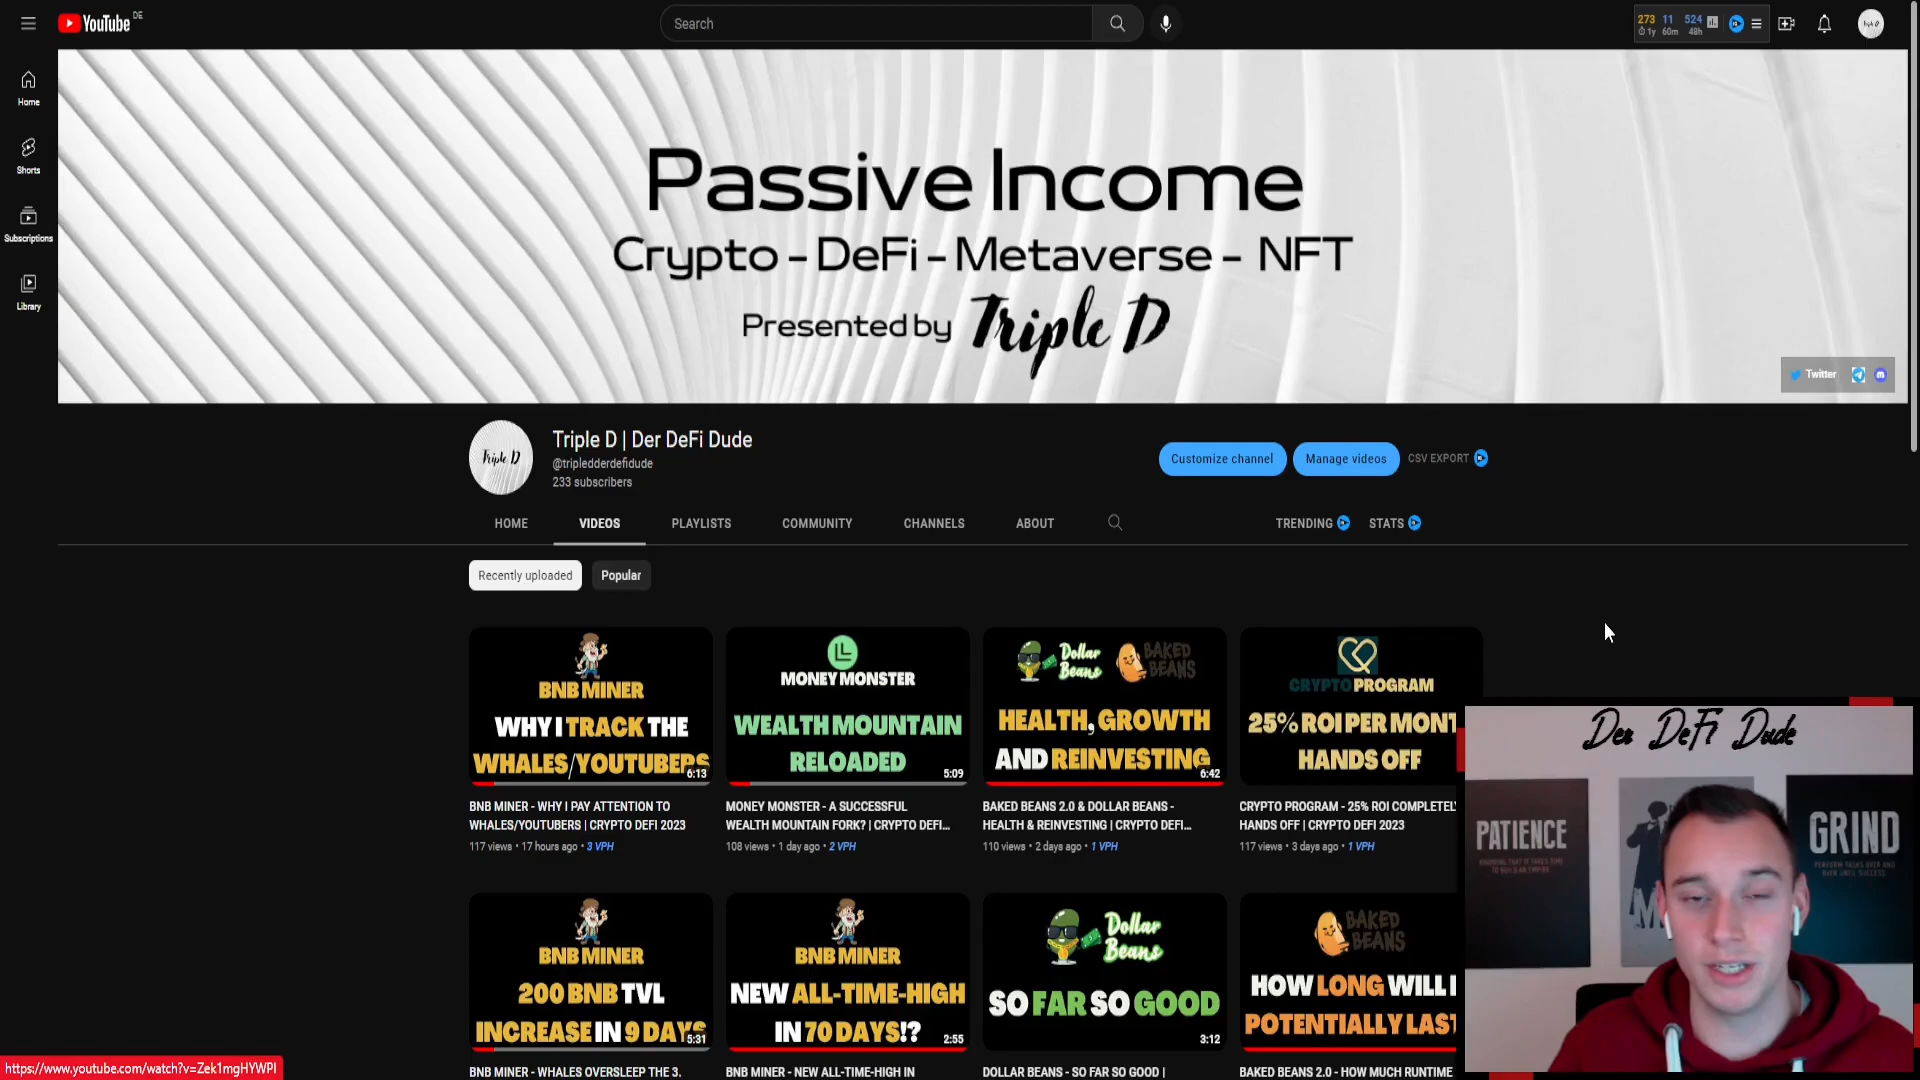 YouTube DE
Search
273 11 524
1y 60m 48h
Home
Shorts
Subscriptions
Library
Passive Income
Crypto - DeFi - Metaverse - NFT
Presented by Triple D
Twitter
Triple D
Triple D | Der DeFi Dude
@tripledderdefidude
233 subscribers
Customize channel
Manage videos
CSV EXPORT
HOME
VIDEOS
PLAYLISTS
COMMUNITY
CHANNELS
ABOUT
TRENDING
STATS
Recently uploaded
Popular
BNB MINER
WHY I TRACK THE
WHALES/YOUTUBERS
6:13
BNB MINER - WHY I PAY ATTENTION TO
WHALES/YOUTUBERS | CRYPTO DEFI 2023
117 views • 17 hours ago • 3 VPH
MONEY MONSTER
WEALTH MOUNTAIN
RELOADED
5:09
MONEY MONSTER - A SUCCESSFUL
WEALTH MOUNTAIN FORK? | CRYPTO DEFI...
108 views • 1 day ago • 2 VPH
Dollar Beans
BAKED BEANS
HEALTH, GROWTH
AND REINVESTING
6:42
BAKED BEANS 2.0 & DOLLAR BEANS -
HEALTH & REINVESTING | CRYPTO DEFI...
110 views • 2 days ago • 1 VPH
CRYPTO PROGRAM
25% ROI PER MONT
HANDS OFF
CRYPTO PROGRAM - 25% ROI COMPLETELY
HANDS OFF | CRYPTO DEFI 2023
117 views • 3 days ago • 1 VPH
BNB MINER
200 BNB TVL
INCREASE IN 9 DAYS
5:31
BNB MINER - WHALES OVERSLEEP THE 3.
BNB MINER
NEW ALL-TIME-HIGH
IN 70 DAYS!?
2:55
BNB MINER - NEW ALL-TIME-HIGH IN
Dollar Beans
SO FAR SO GOOD
3:12
DOLLAR BEANS - SO FAR SO GOOD |
BAKED BEANS
HOW LONG WILL I
POTENTIALLY LAST
BAKED BEANS 2.0 - HOW MUCH RUNTIME
Der DeFi Dude
PATIENCE
GRIND
https://www.youtube.com/watch?v=Zek1mgHYWPI